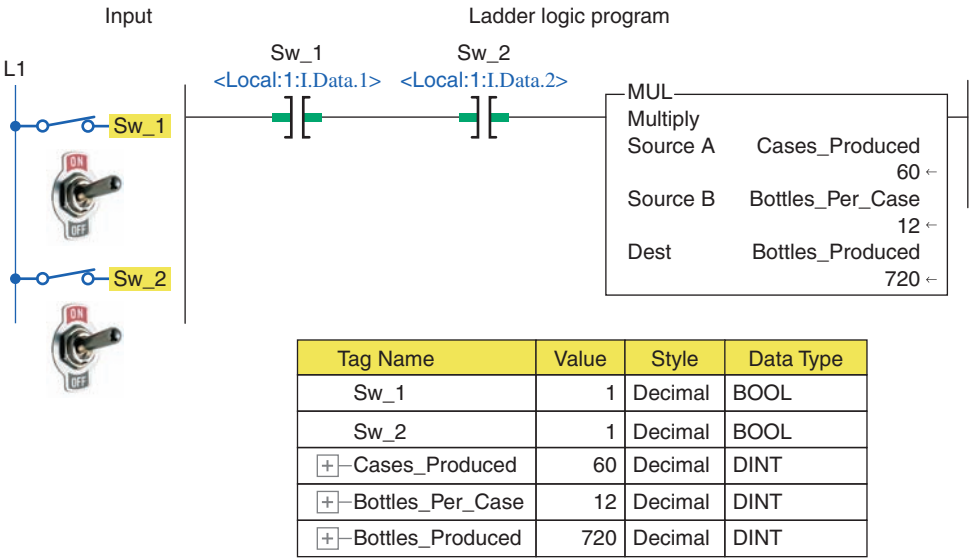 Input
Ladder logic program
L1
Sw_1
Sw_2
<Local:1:I.Data.1>
<Local:1:I.Data.2>
Sw_1
ON
OFF
Sw_2
ON
OFF
MUL
Multiply
Source A Cases_Produced
60 ←
Source B Bottles_Per_Case
12 ←
Dest Bottles_Produced
720 ←
Tag Name Value Style Data Type
Sw_1 1 Decimal BOOL
Sw_2 1 Decimal BOOL
Cases_Produced 60 Decimal DINT
Bottles_Per_Case 12 Decimal DINT
Bottles_Produced 720 Decimal DINT